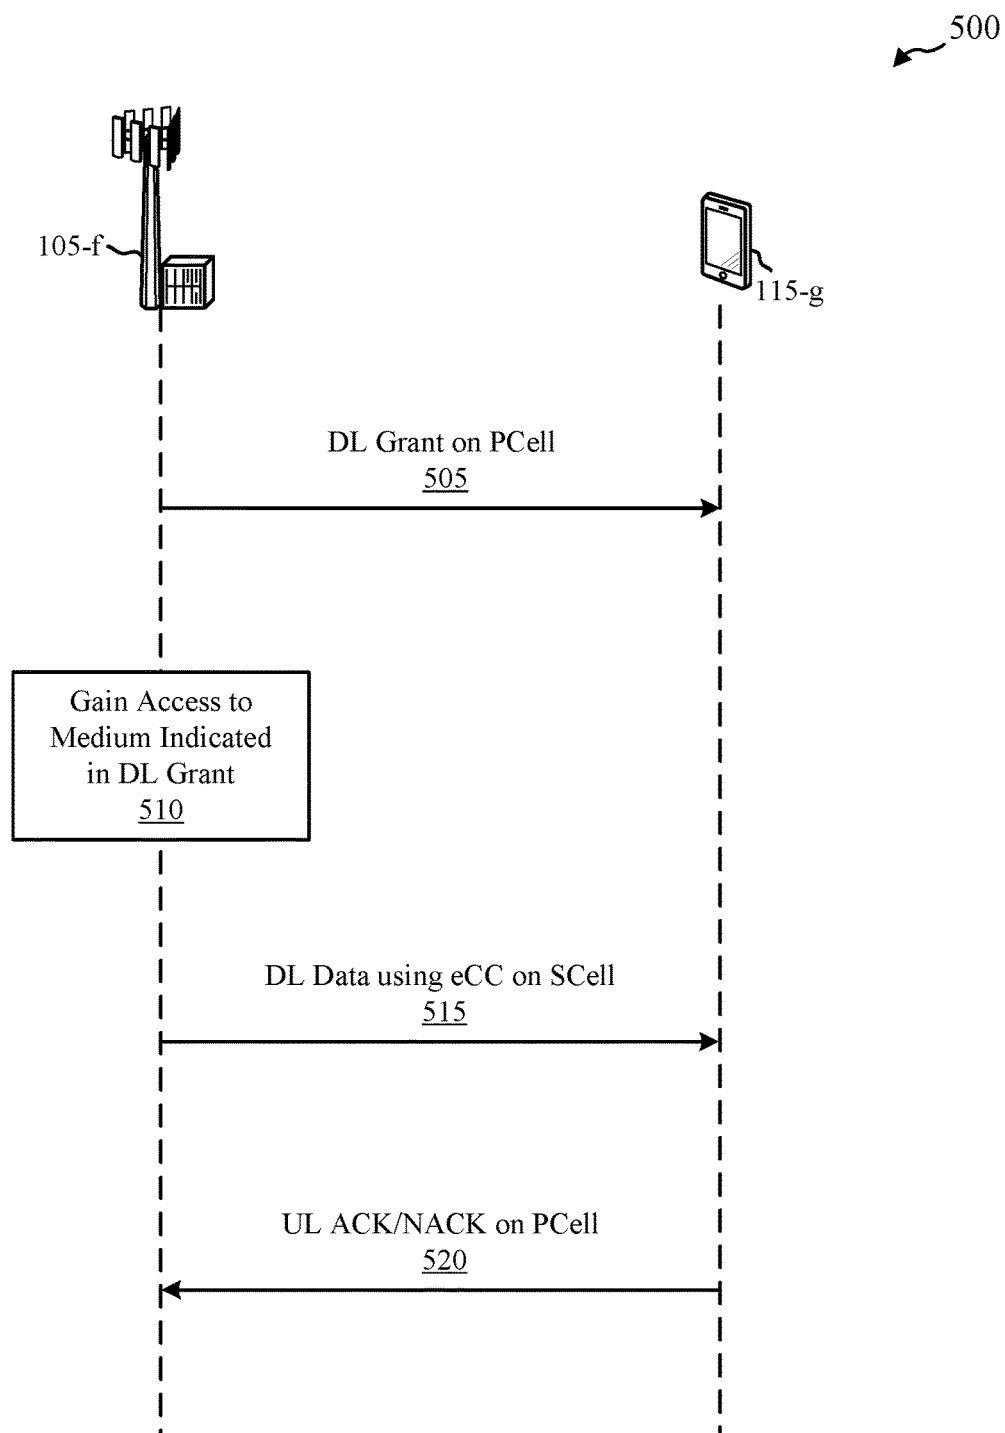 500
105-f
115-g
DL Grant on PCell
505
Gain Access to
Medium Indicated
in DL Grant
510
DL Data using eCC on SCell
515
UL ACK/NACK on PCell
520